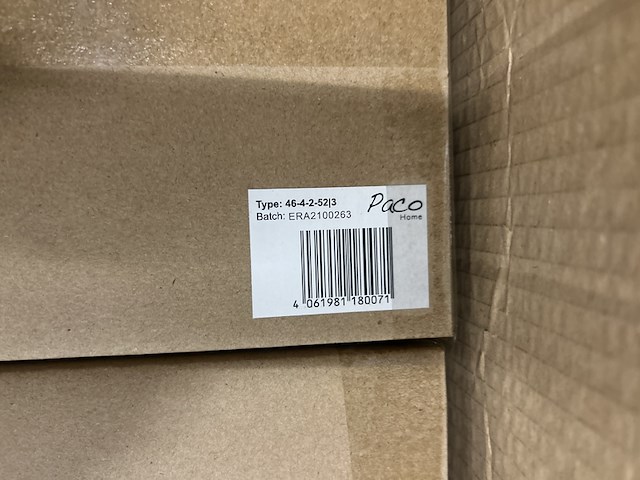 Type: 46-4-2-52|3
Batch: ERA2100263
Paco
Home
4 061981 180071